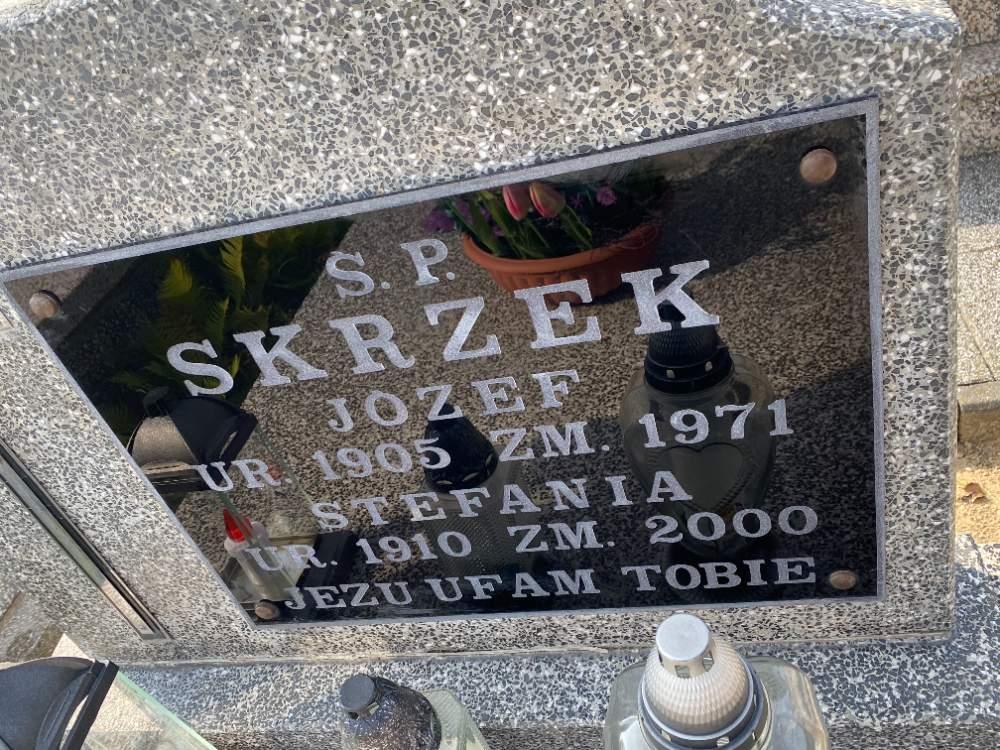 S. P.
SKRZEK
JOZEF
UR. 1905 ZM. 1971
STEFANIA
UR. 1910 ZM. 2000
JEZU UFAM TOBIE